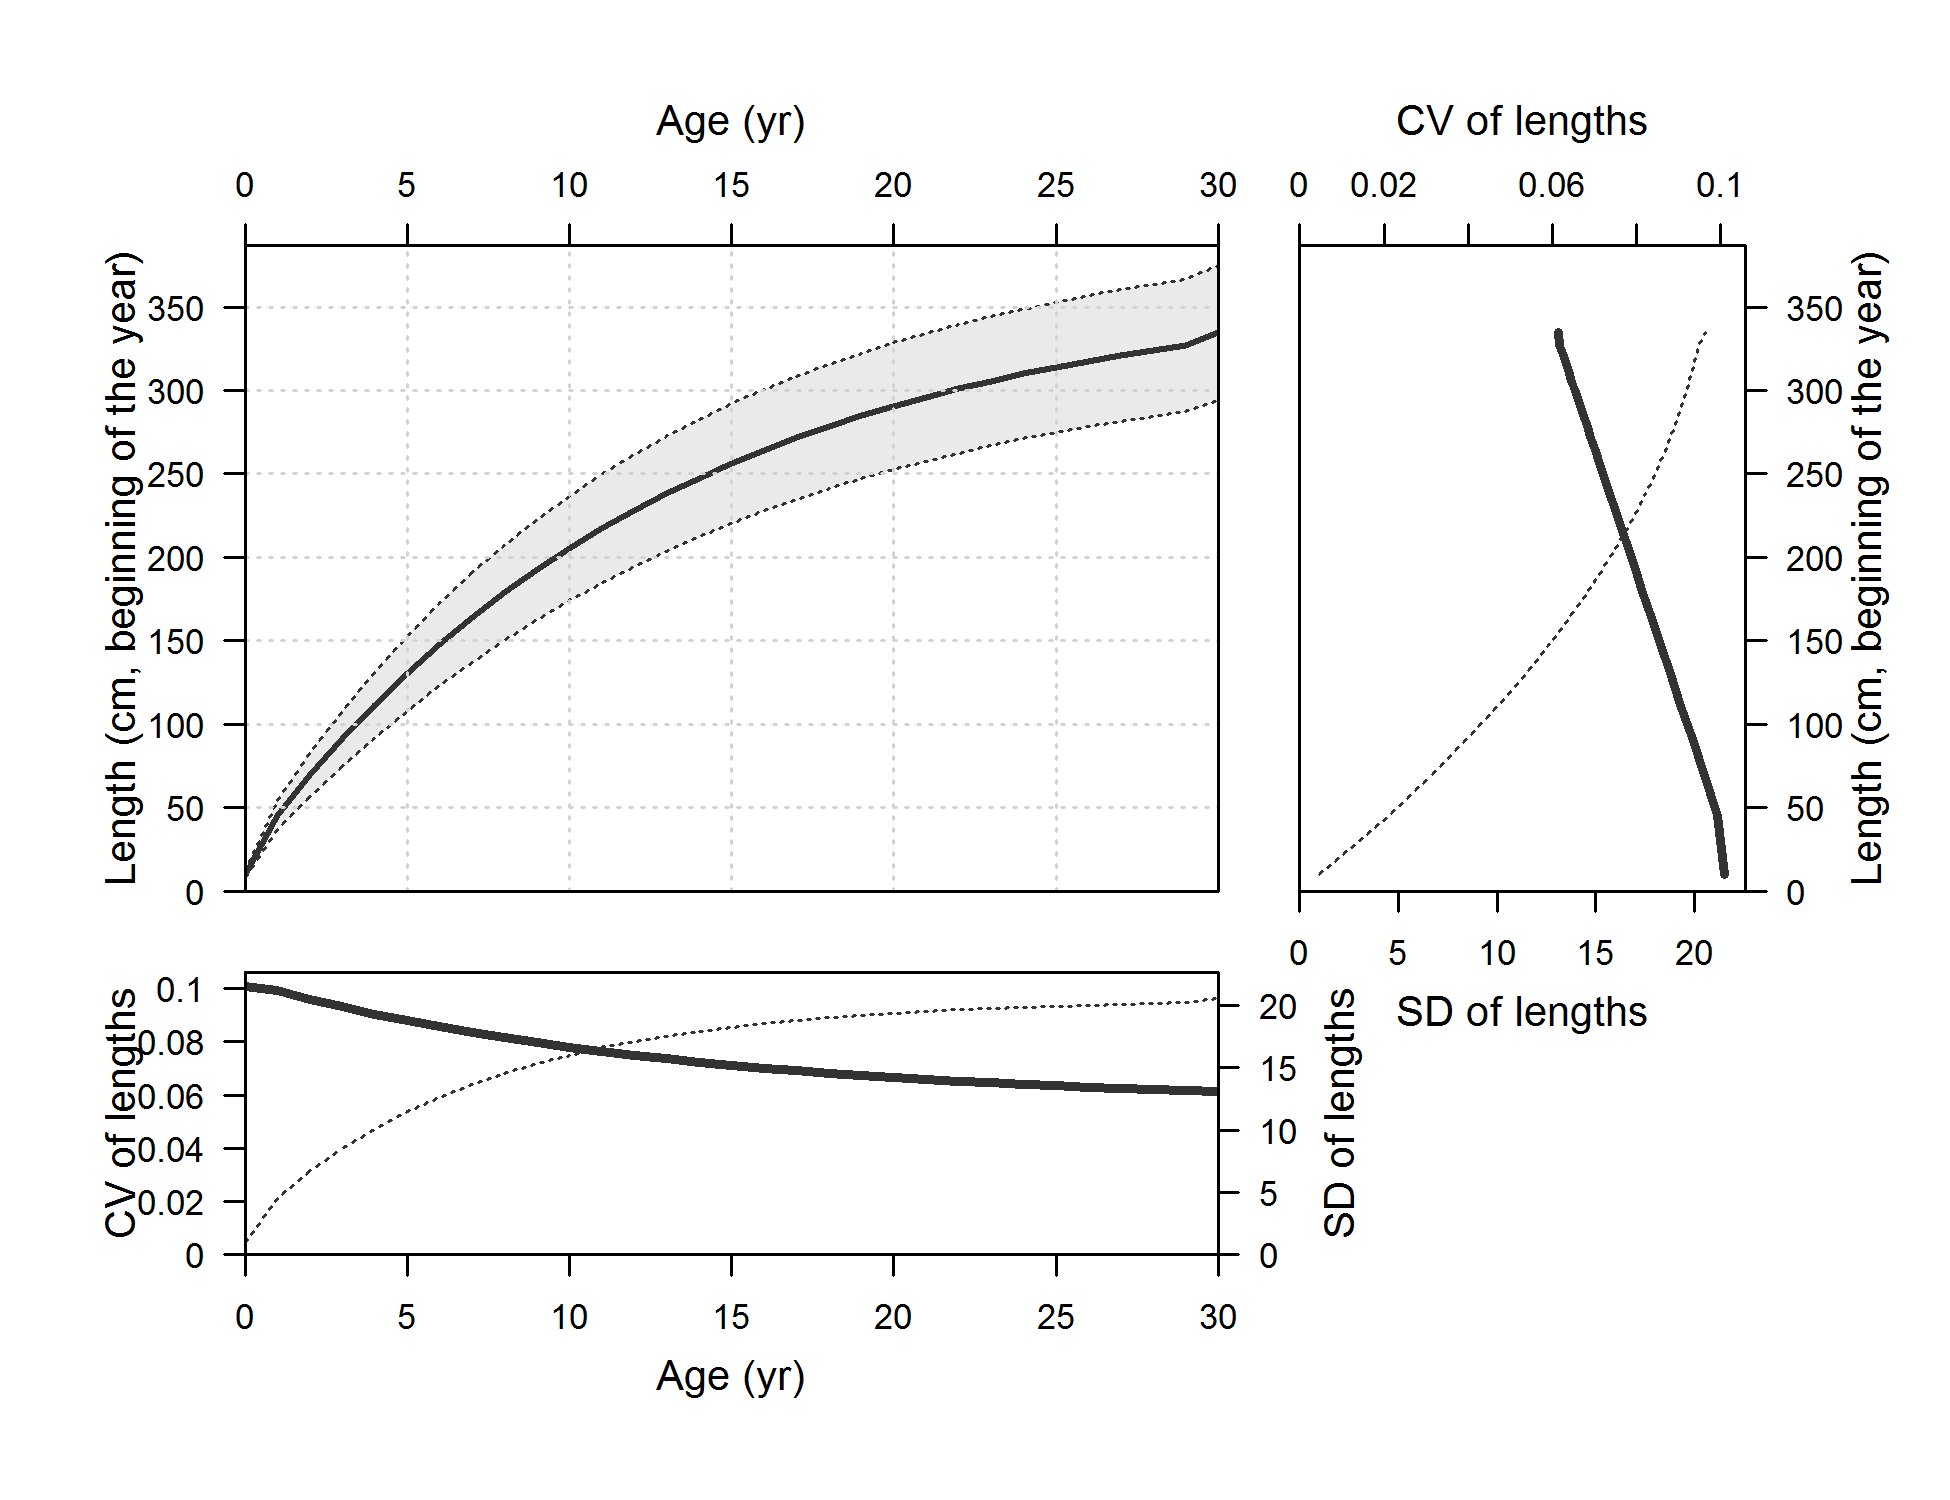 Age (yr)
CV of lengths
0 5 10 15 20 25 30
0 0.02 0.06 0.1
Length (cm, beginning of the year)
350
300
250
200
150
100
50
0
350
300
250
200
150
100
50
0
Length (cm, beginning of the year)
0 5 10 15 20
SD of lengths
CV of lengths
0.1
0.08
0.06
0.04
0.02
0
20
15
10
5
0
SD of lengths
0 5 10 15 20 25 30
Age (yr)